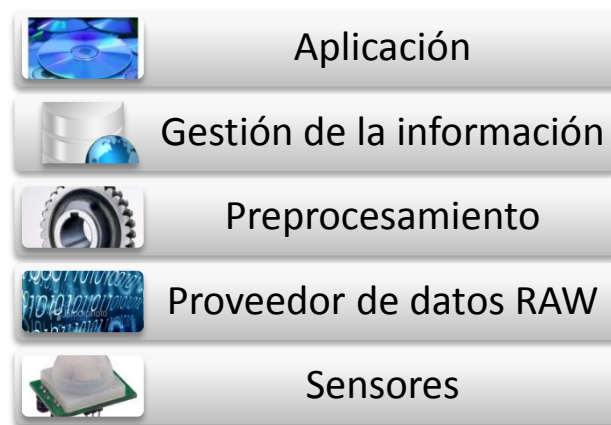 Aplicación
Gestión de la información
Preprocesamiento
Proveedor de datos RAW
Sensores